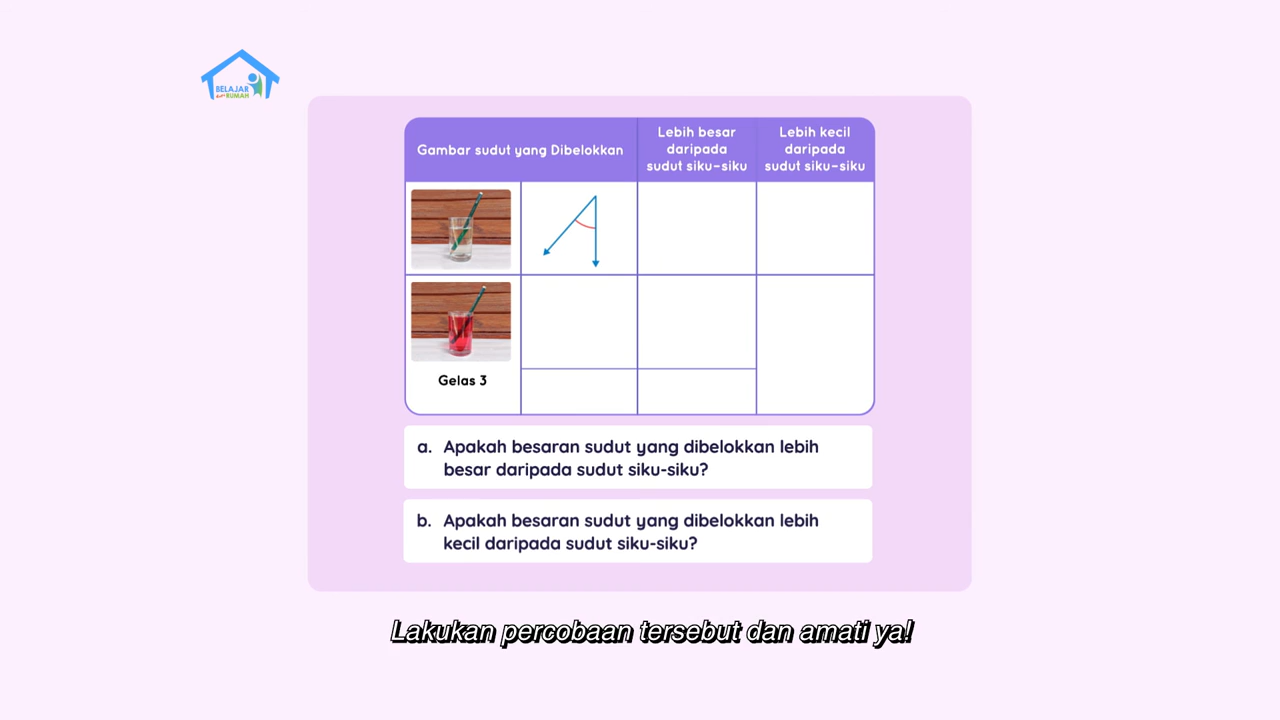 BELAJAR
dari RUMAH
Gambar sudut yang Dibelokkan
Lebih besar
daripada
sudut siku-siku
Lebih kecil
daripada
sudut siku-siku
Gelas 3
a. Apakah besaran sudut yang dibelokkan lebih
besar daripada sudut siku-siku?
b. Apakah besaran sudut yang dibelokkan lebih
kecil daripada sudut siku-siku?
Lakukan percobaan tersebut dan amati ya!